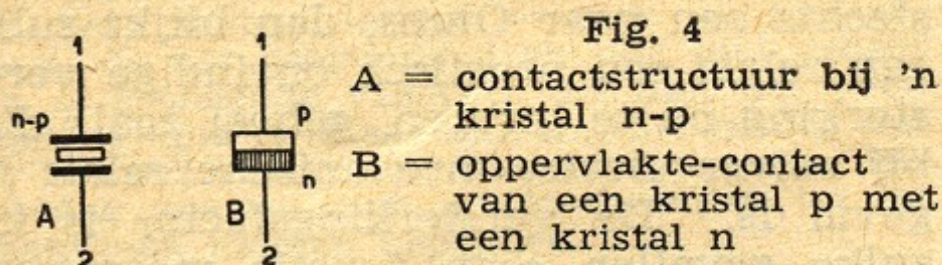 Fig. 4
A = contactstructuur bij 'n
kristal n-p
B = oppervlakte-contact
van een kristal p met
een kristal n
1
n-p
A
2
1
p
n
B
2